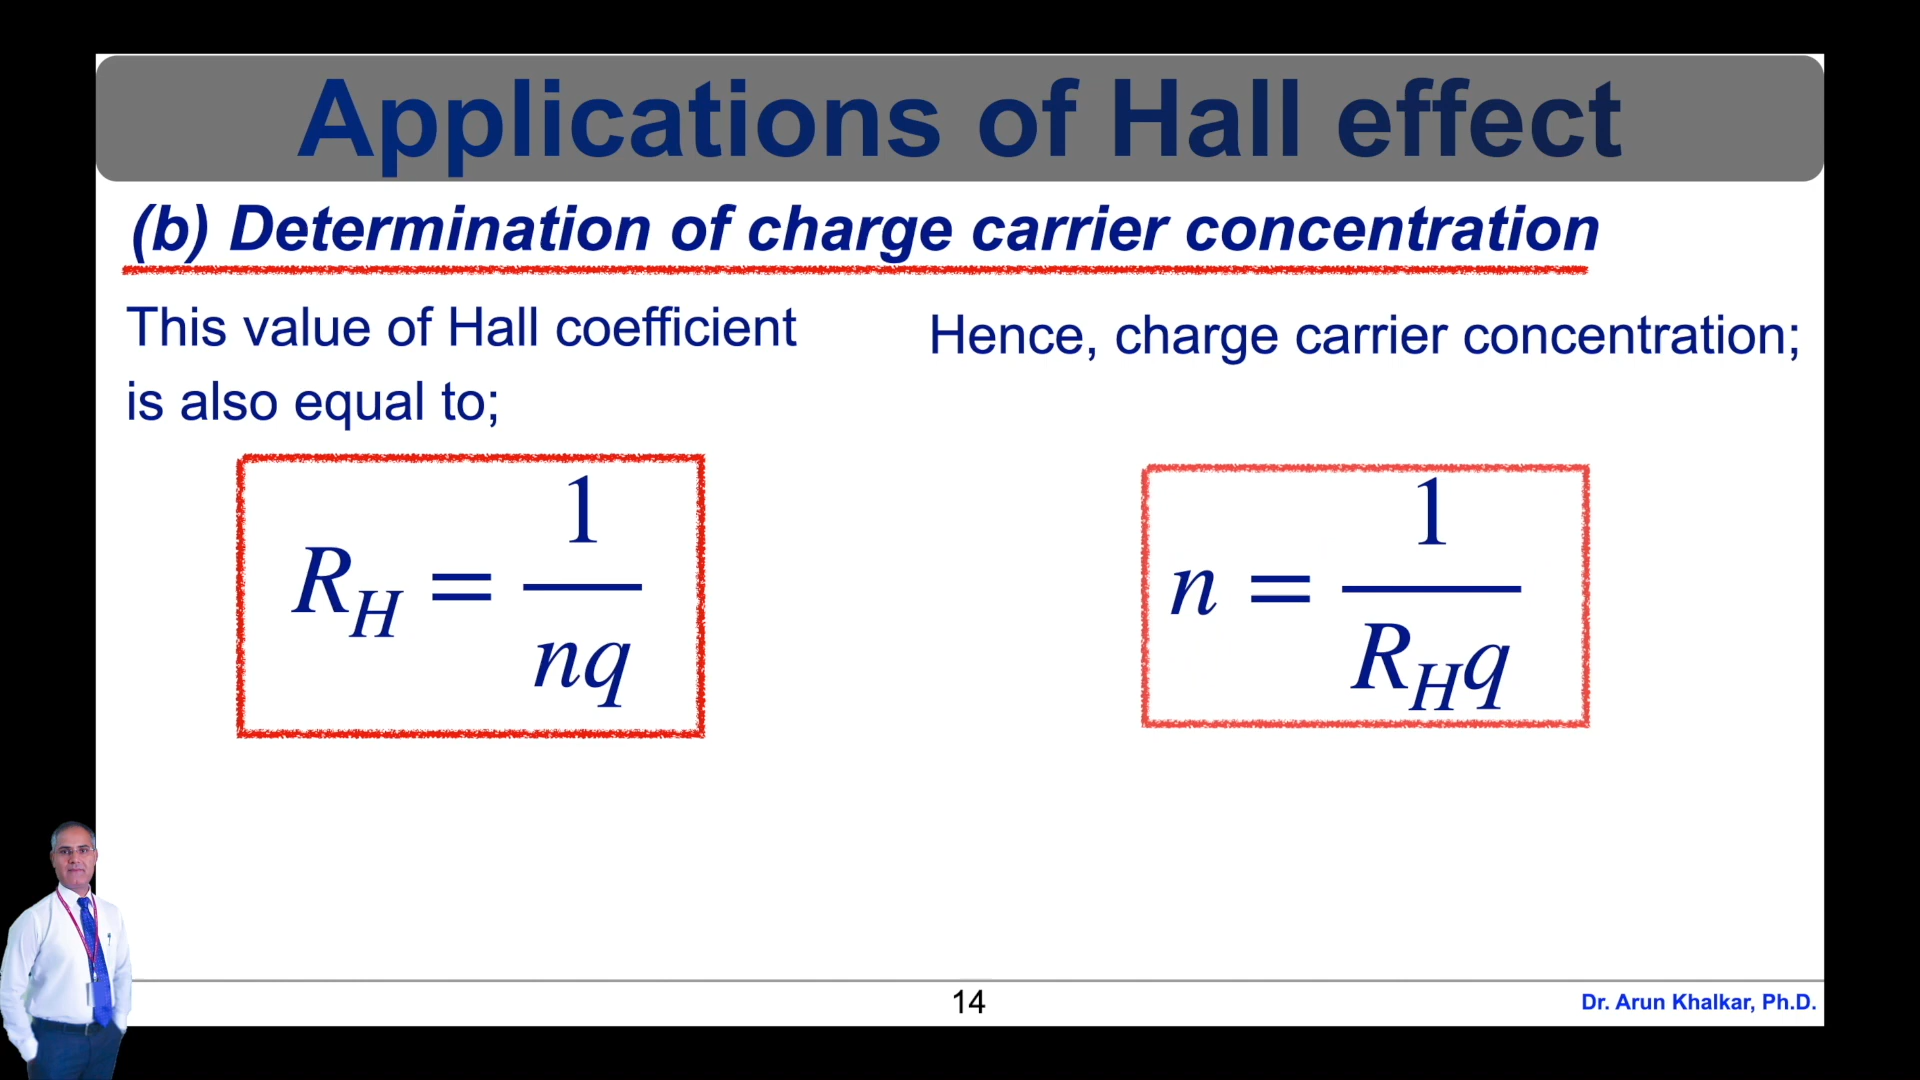 Applications of Hall effect
(b) Determination of charge carrier concentration
This value of Hall coefficient
is also equal to;
R_H = 1/nq
Hence, charge carrier concentration;
n = 1/R_Hq
14
Dr. Arun Khalkar, Ph.D.